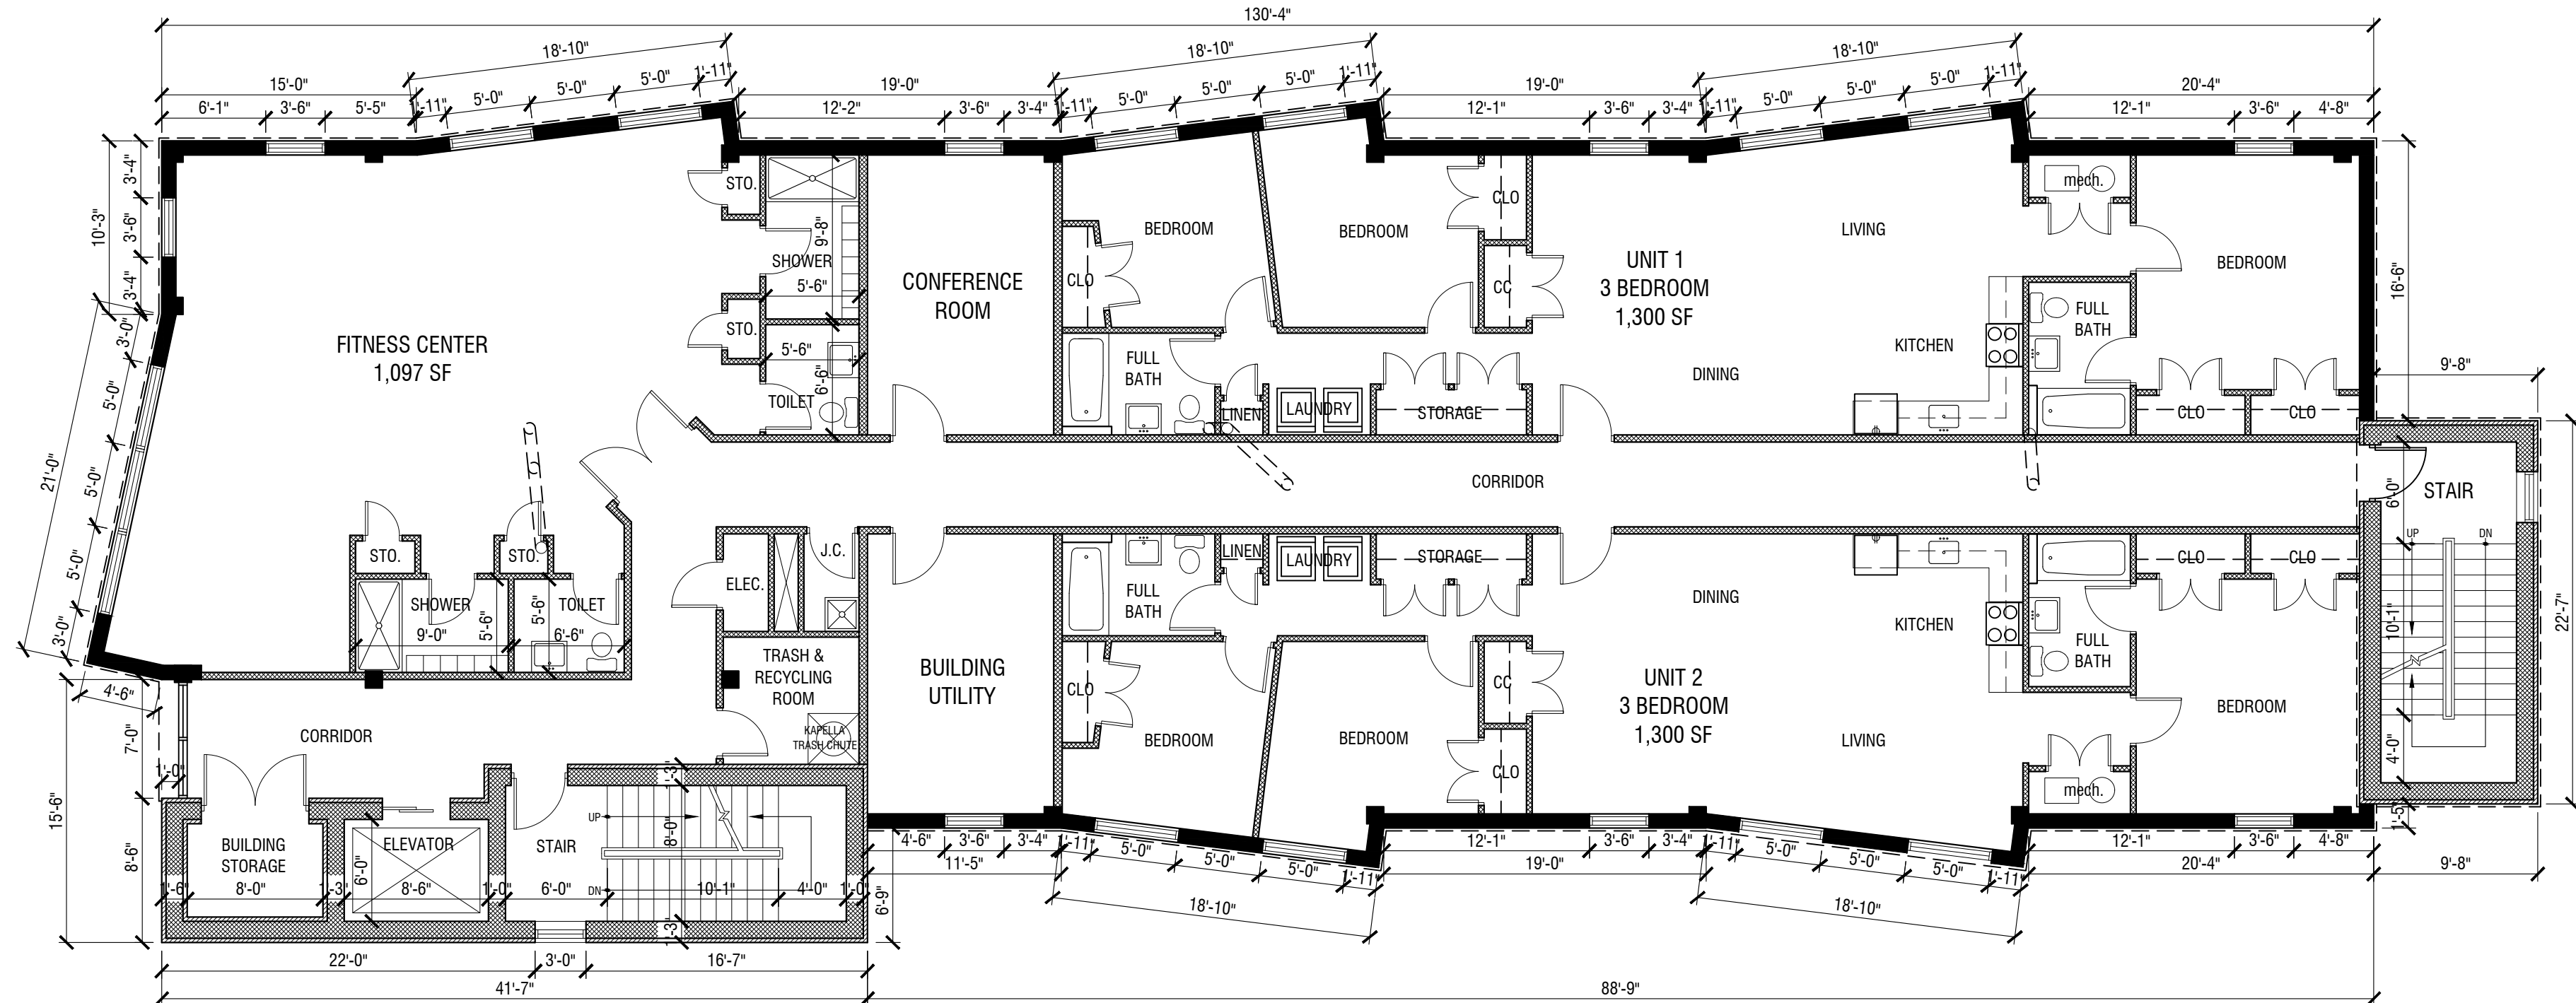 130'-4"
18'-10"
18'-10"
18'-10"
15'-0"
5'-0"
5'-0"
1'-11"
19'-0"
5'-0"
5'-0"
1'-11"
19'-0"
5'-0"
5'-0"
1'-11"
20'-4"
6'-1"
3'-6"
5'-5"
5'-0"
12'-2"
3'-6"
3'-4"
5'-0"
12'-1"
3'-6"
3'-4"
5'-0"
12'-1"
3'-6"
4'-8"
3'-4"
10'-3"
3'-6"
3'-4"
STO.
SHOWER
9'-8"
5'-6"
STO.
5'-6"
6'-6"
TOILET
FITNESS CENTER
1,097 SF
CONFERENCE
ROOM
BEDROOM
BEDROOM
CLO
CLO
CC
UNIT 1
3 BEDROOM
1,300 SF
LIVING
mech.
BEDROOM
16'-6"
FULL
BATH
KITCHEN
DINING
FULL
BATH
LINEN
LAUNDRY
STORAGE
CLO
CLO
9'-8"
3'-0"
5'-0"
21'-0"
5'-0"
5'-0"
3'-0"
4'-6"
CORRIDOR
STAIR
6'-0"
UP
DN
10'-1"
4'-0"
22'-7"
1'-5"
STO.
STO.
SHOWER
9'-0"
5'-6"
5'-6"
TOILET
6'-6"
ELEC.
J.C.
TRASH &
RECYCLING
ROOM
KAPELLA
TRASH CHUTE
BUILDING
UTILITY
LINEN
LAUNDRY
STORAGE
FULL
BATH
DINING
KITCHEN
FULL
BATH
CLO
CLO
CLO
BEDROOM
BEDROOM
CC
CLO
UNIT 2
3 BEDROOM
1,300 SF
LIVING
mech.
BEDROOM
CORRIDOR
7'-0"
1'-0"
15'-6"
8'-6"
BUILDING
STORAGE
ELEVATOR
6'-0"
STAIR
UP
DN
1'-3"
8'-0"
1'-3"
1'-6"
8'-0"
1'-3"
8'-6"
1'-0"
6'-0"
10'-1"
4'-0"
1'-0"
6'-9"
4'-6"
3'-6"
3'-4"
5'-0"
12'-1"
3'-6"
3'-4"
5'-0"
12'-1"
3'-6"
4'-8"
11'-5"
5'-0"
5'-0"
1'-11"
19'-0"
5'-0"
5'-0"
1'-11"
20'-4"
9'-8"
18'-10"
18'-10"
22'-0"
3'-0"
16'-7"
41'-7"
88'-9"